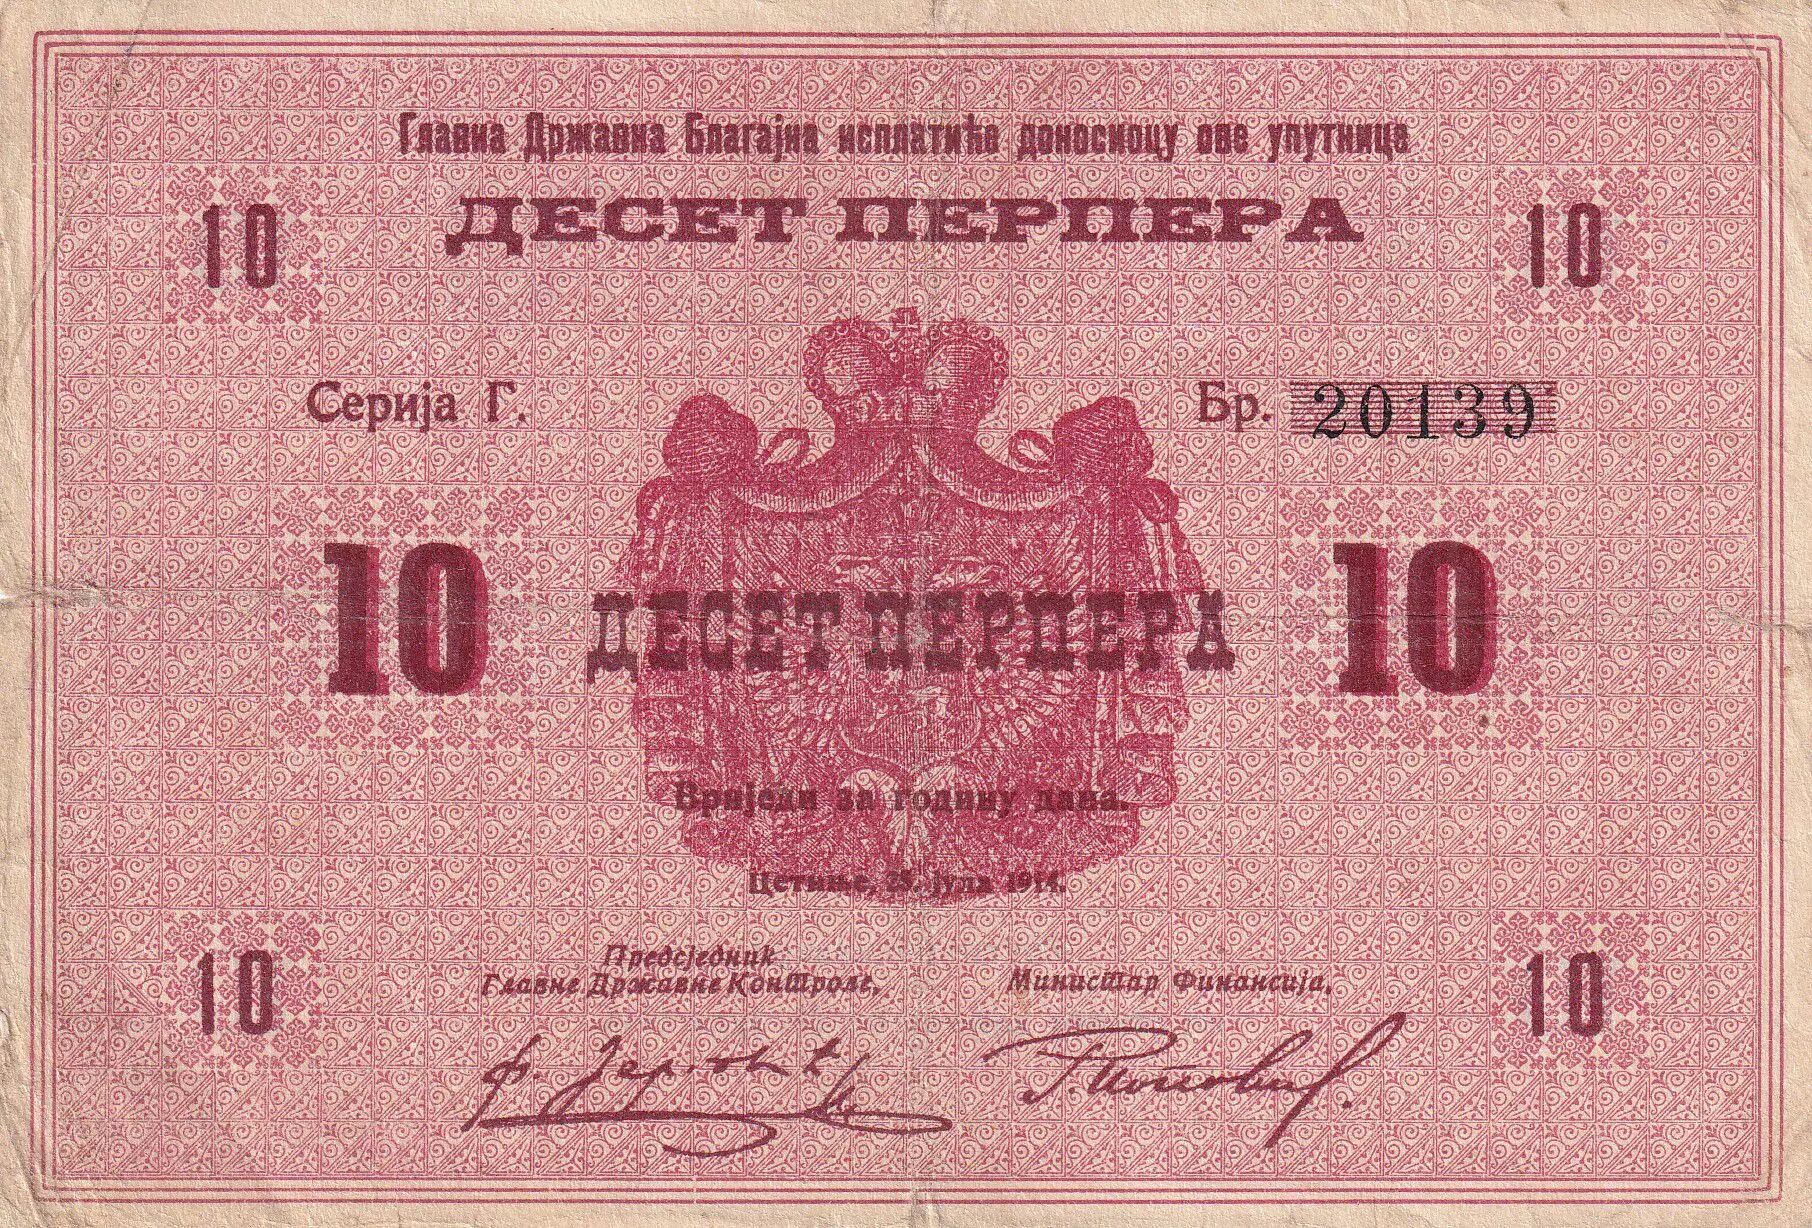 Главна Државна Благајна исплатиће доносиоцу ове упутнице
10 ДЕСЕТ ПЕРПЕРА 10
Серија Г. Бр. 20139
10 ДЕСЕТ ПЕРПЕРА 10
Вриједи за годину дана.
Цетиње, 25. јула 1914.
Предсједник
Главне Државне Контроле, Министар Финансија,
10 10
Г. Поповић.